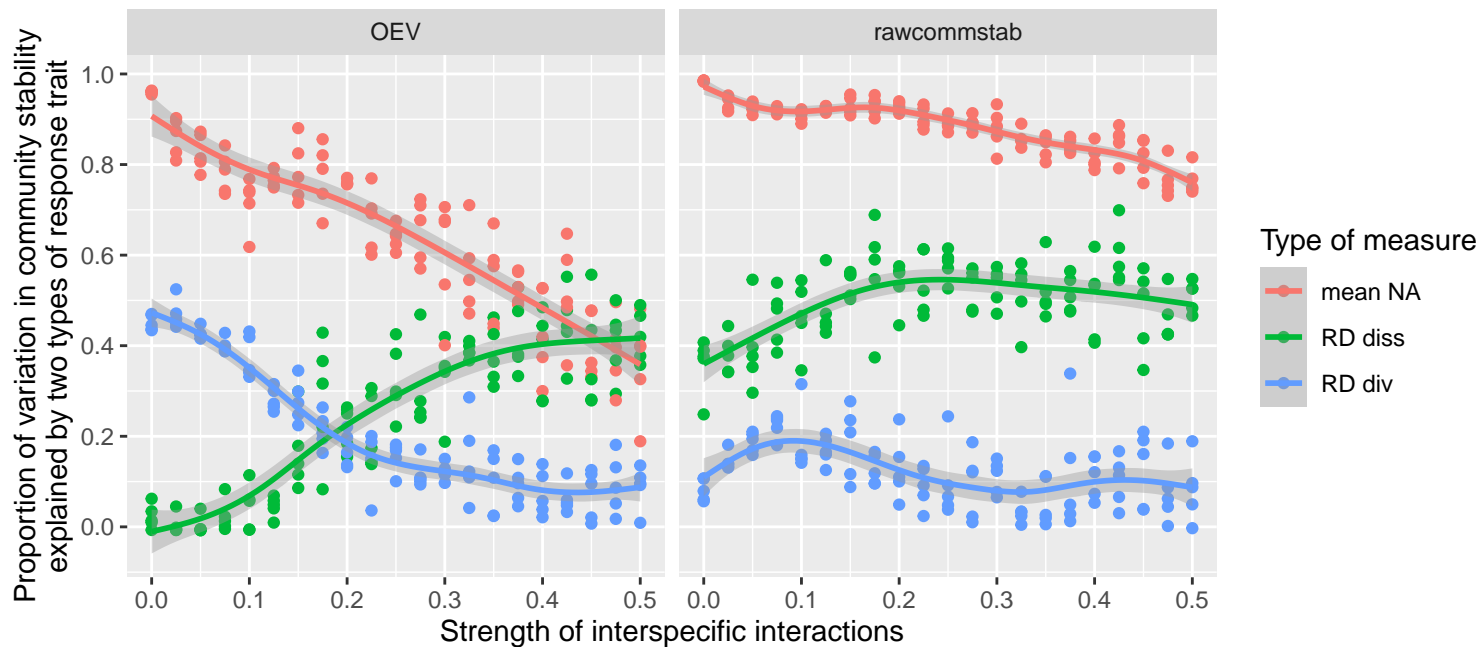 OEV
rawcommstab
Proportion of variation in community stability
explained by two types of response trait
1.0
0.8
0.6
0.4
0.2
0.0
0.0 0.1 0.2 0.3 0.4 0.5
0.0 0.1 0.2 0.3 0.4 0.5
Strength of interspecific interactions
Type of measure
mean NA
RD diss
RD div